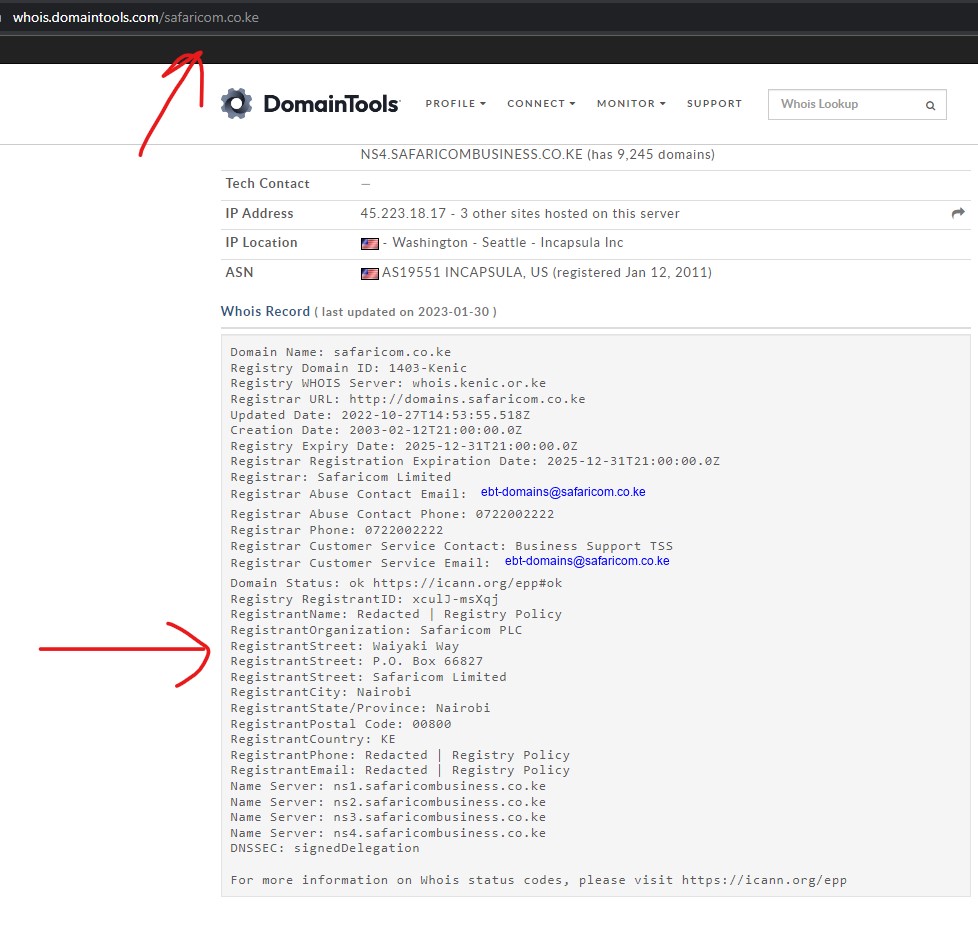 whois.domaintools.com/safaricom.co.ke
DomainTools PROFILE CONNECT MONITOR SUPPORT Whois Lookup
NS4.SAFARICOMBUSINESS.CO.KE (has 9,245 domains)
Tech Contact —
IP Address 45.223.18.17 - 3 other sites hosted on this server
IP Location - Washington - Seattle - Incapsula Inc
ASN AS19551 INCAPSULA, US (registered Jan 12, 2011)
Whois Record ( last updated on 2023-01-30 )
Domain Name: safaricom.co.ke
Registry Domain ID: 1403-Kenic
Registry WHOIS Server: whois.kenic.or.ke
Registrar URL: http://domains.safaricom.co.ke
Updated Date: 2022-10-27T14:53:55.518Z
Creation Date: 2003-02-12T21:00:00.0Z
Registry Expiry Date: 2025-12-31T21:00:00.0Z
Registrar Registration Expiration Date: 2025-12-31T21:00:00.0Z
Registrar: Safaricom Limited
Registrar Abuse Contact Email: ebt-domains@safaricom.co.ke
Registrar Abuse Contact Phone: 0722002222
Registrar Phone: 0722002222
Registrar Customer Service Contact: Business Support TSS
Registrar Customer Service Email: ebt-domains@safaricom.co.ke
Domain Status: ok https://icann.org/epp#ok
Registry RegistrantID: xculJ-msXqj
RegistrantName: Redacted | Registry Policy
RegistrantOrganization: Safaricom PLC
RegistrantStreet: Waiyaki Way
RegistrantStreet: P.O. Box 66827
RegistrantStreet: Safaricom Limited
RegistrantCity: Nairobi
RegistrantState/Province: Nairobi
RegistrantPostal Code: 00800
RegistrantCountry: KE
RegistrantPhone: Redacted | Registry Policy
RegistrantEmail: Redacted | Registry Policy
Name Server: ns1.safaricombusiness.co.ke
Name Server: ns2.safaricombusiness.co.ke
Name Server: ns3.safaricombusiness.co.ke
Name Server: ns4.safaricombusiness.co.ke
DNSSEC: signedDelegation
For more information on Whois status codes, please visit https://icann.org/epp